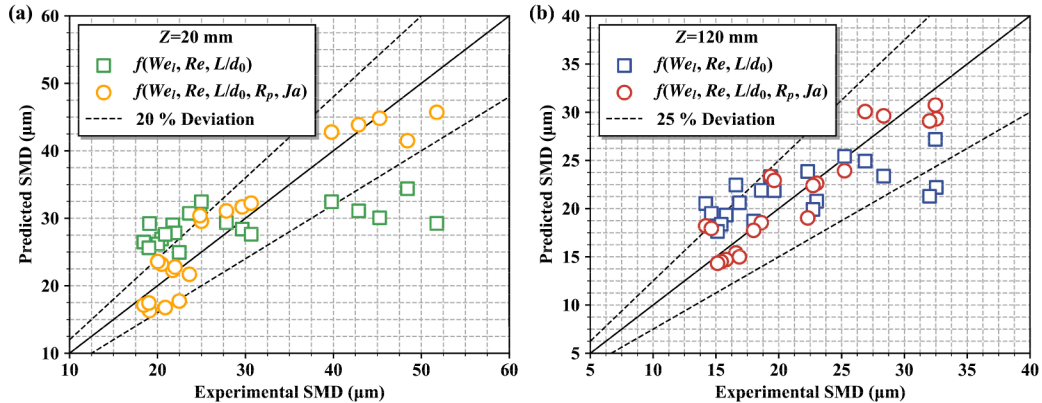 (a)
Z=20 mm
f(Weₗ, Re, L/d₀)
f(Weₗ, Re, L/d₀, Rₚ, Ja)
20 % Deviation
Predicted SMD (μm)
60
50
40
30
20
10
10 20 30 40 50 60
Experimental SMD (μm)
(b)
Z=120 mm
f(Weₗ, Re, L/d₀)
f(Weₗ, Re, L/d₀, Rₚ, Ja)
25 % Deviation
Predicted SMD (μm)
40
35
30
25
20
15
10
5
5 10 15 20 25 30 35 40
Experimental SMD (μm)